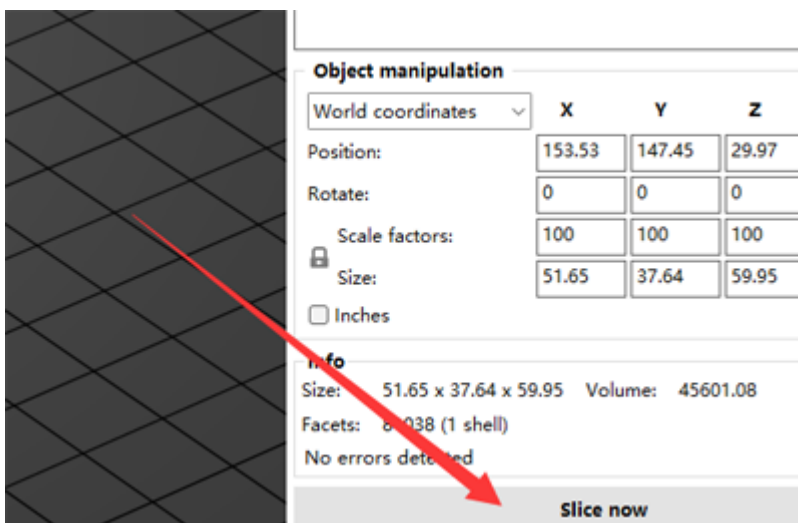 Object manipulation
World coordinates X Y Z
Position: 153.53 147.45 29.97
Rotate: 0 0 0
Scale factors: 100 100 100
Size: 51.65 37.64 59.95
Inches
Info
Size: 51.65 x 37.64 x 59.95 Volume: 45601.08
Facets: (1 shell)
No errors detected
Slice now